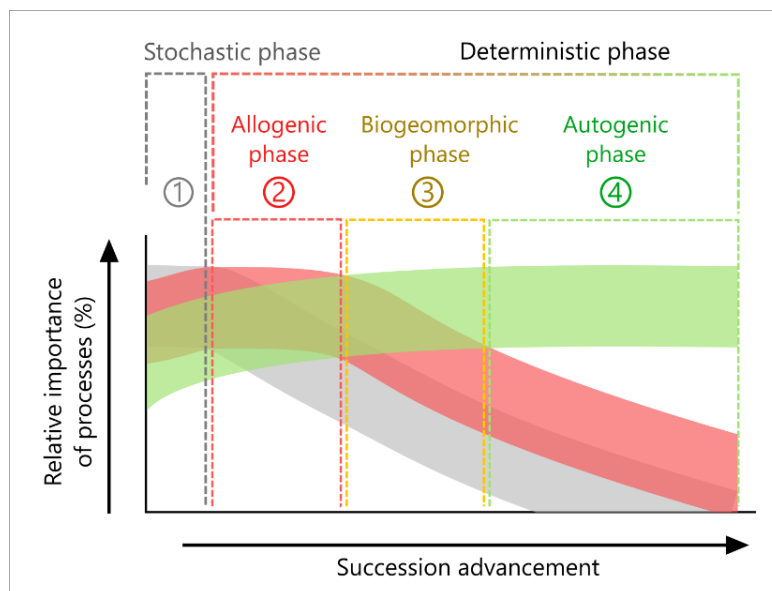 Stochastic phase
Deterministic phase
Allogenic
phase
Biogeomorphic
phase
Autogenic
phase
1
2
3
4
Relative importance
of processes (%)
Succession advancement